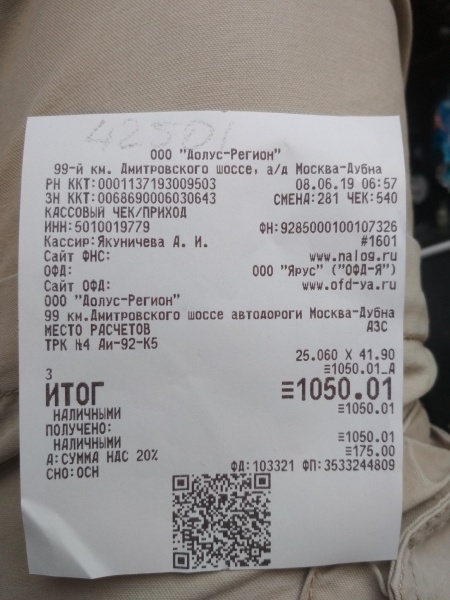 42501
ООО "Долус-Регион"
99-й км. Дмитровского шоссе, а/д Москва-Дубна
РН ККТ:0001137193009503 08.06.19 06:57
ЗН ККТ:0068690006030643 СМЕНА:281 ЧЕК:540
КАССОВЫЙ ЧЕК/ПРИХОД
ИНН:5010019779 ФН:9285000100107326
Кассир:Якуничева А. И. #1601
Сайт ФНС: www.nalog.ru
ОФД: ООО "Ярус" ("ОФД-Я")
Сайт ОФД: www.ofd-ya.ru
ООО "Долус-Регион"
99 км.Дмитровского шоссе автодороги Москва-Дубна
МЕСТО РАСЧЕТОВ АЗС
ТРК №4 Аи-92-К5
25.060 X 41.90
≡1050.01_А
3
ИТОГ ≡1050.01
НАЛИЧНЫМИ ≡1050.01
ПОЛУЧЕНО:
НАЛИЧНЫМИ ≡1050.01
А:СУММА НДС 20% ≡175.00
СНО:ОСН ФД:103321 ФП:3533244809